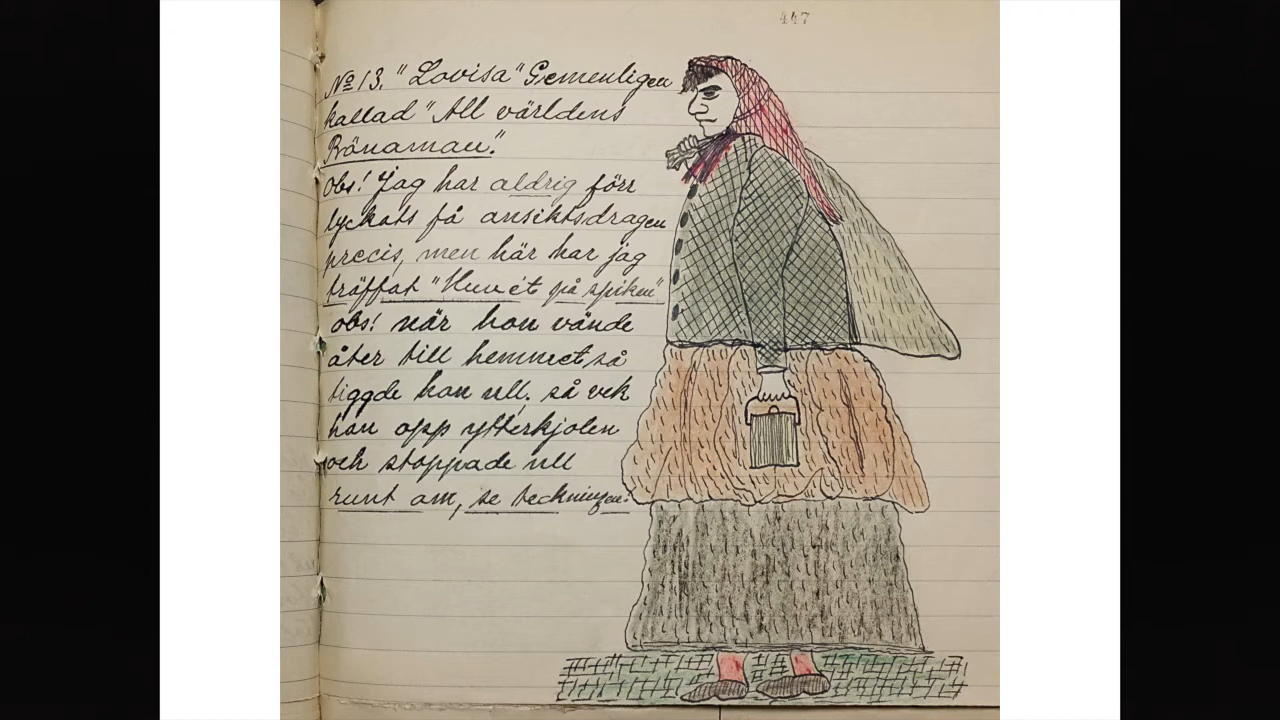 447
No 13. "Lovisa" Gemenligen
kallad "All världens
Rönaman".
Obs! Jag har aldrig förr
lyckats få ansiktsdragen
precis, men här har jag
träffat "Huvét på spiken"
obs! när hon vände
åter till hemmet så
tiggde hon ull. så vek
hon opp ytterkjolen
och stoppade ull
runt om, se teckningen.